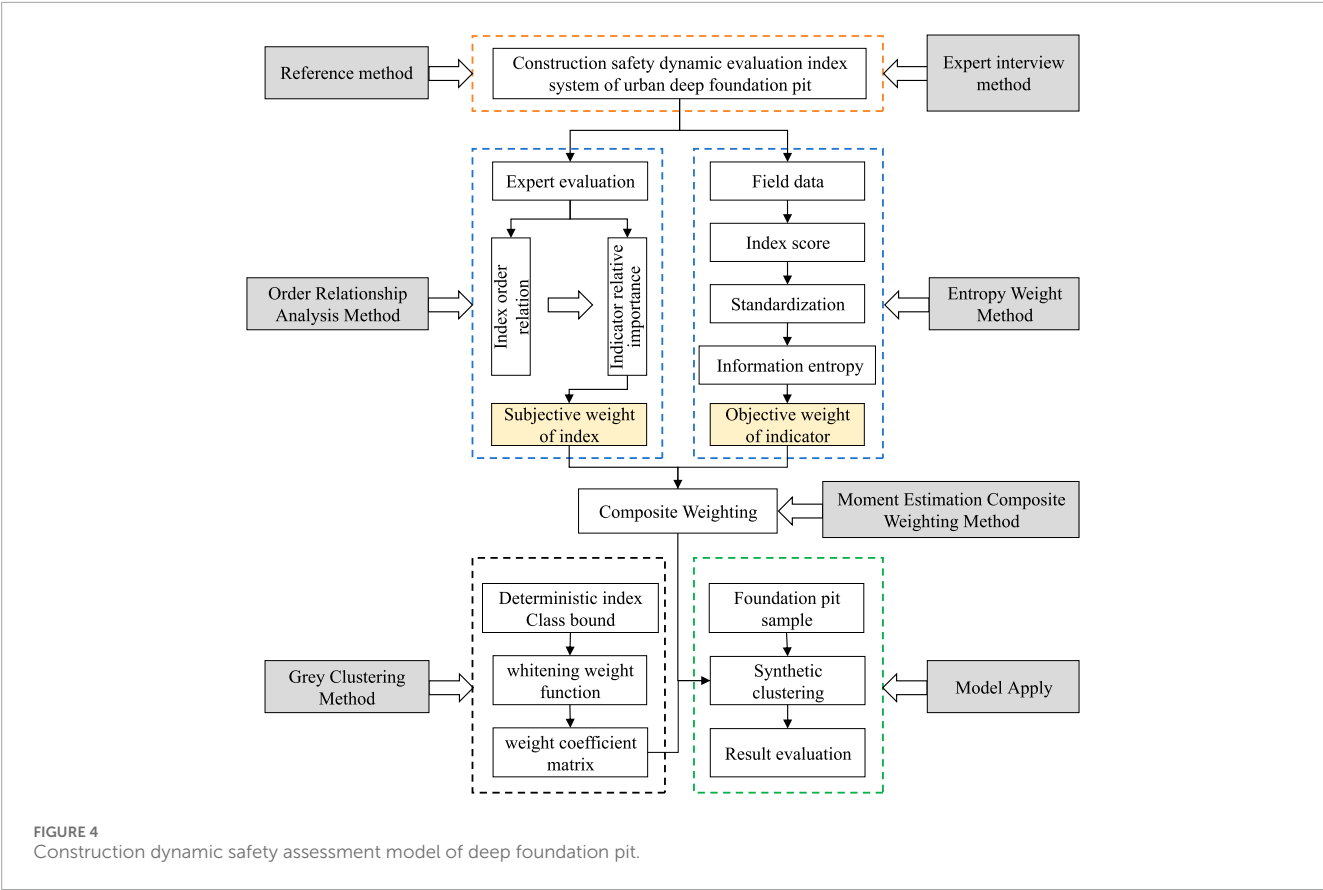 Reference method
Construction safety dynamic evaluation index
system of urban deep foundation pit
Expert interview
method
Expert evaluation
Field data
Index order
relation
Indicator relative
importance
Index score
Order Relationship
Analysis Method
Standardization
Entropy Weight
Method
Information entropy
Subjective weight
of index
Objective weight
of indicator
Composite Weighting
Moment Estimation Composite
Weighting Method
Deterministic index
Class bound
Foundation pit
sample
Grey Clustering
Method
whitening weight
function
Synthetic
clustering
Model Apply
weight coefficient
matrix
Result evaluation
FIGURE 4
Construction dynamic safety assessment model of deep foundation pit.